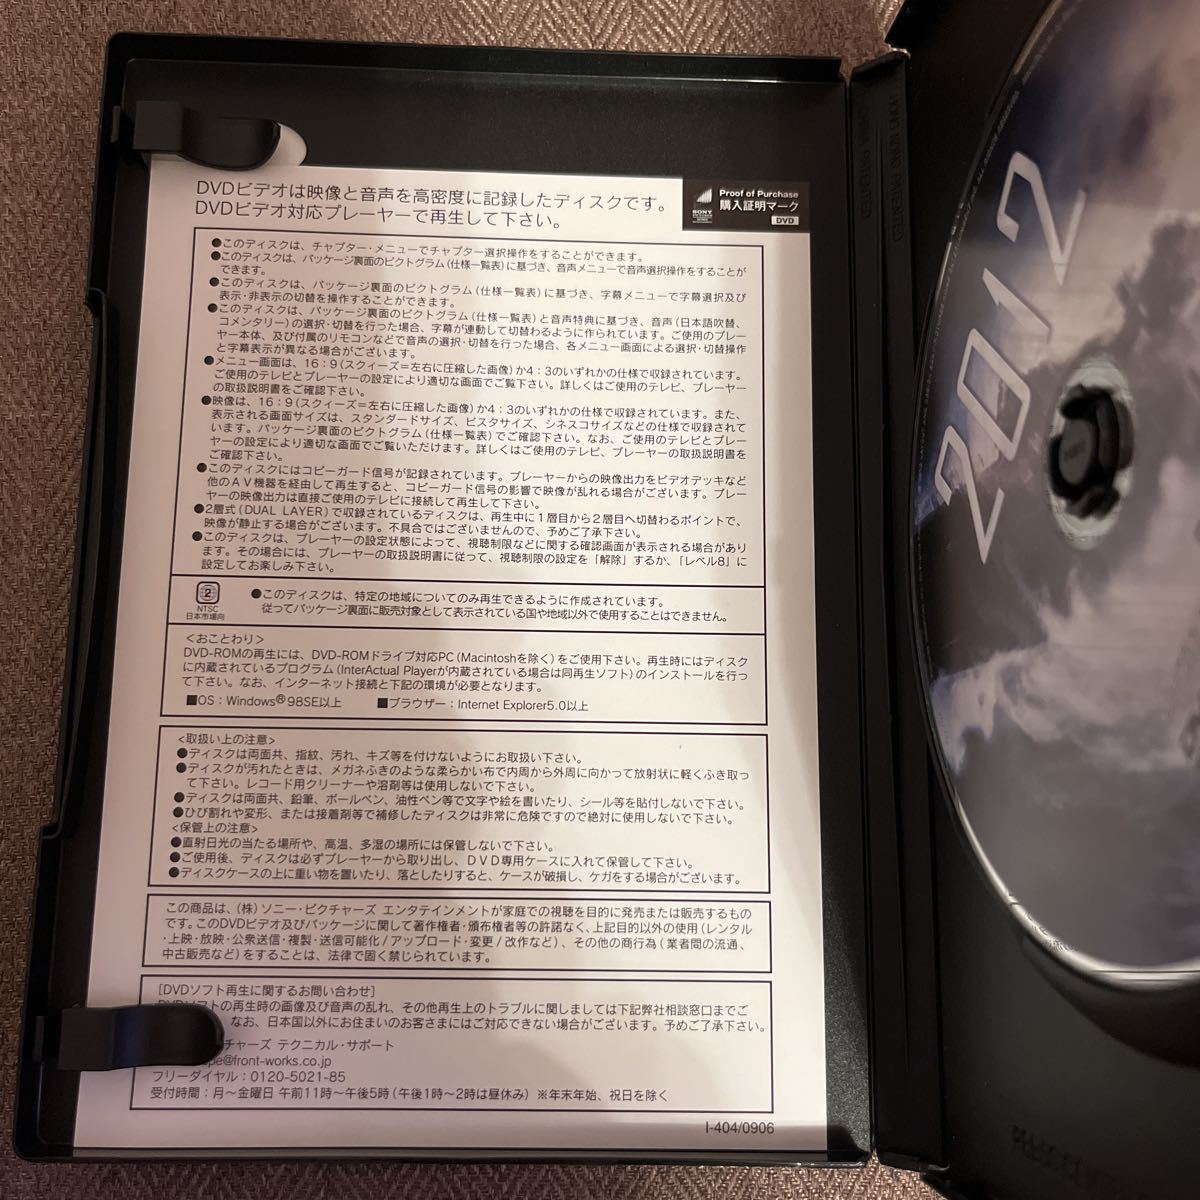 DVDビデオは映像と音声を高密度に記録したディスクです。
DVDビデオ対応プレーヤーで再生して下さい。
SONY
Proof of Purchase
購入証明マーク
DVD
●このディスクは、チャプター・メニューでチャプター選択操作をすることができます。
●このディスクは、パッケージ裏面のピクトグラム(仕様一覧表)に基づき、音声メニューで音声選択操作をすることが
できます。
●このディスクは、パッケージ裏面のピクトグラム(仕様一覧表)に基づき、字幕メニューで字幕選択及び
表示・非表示の切替を操作することができます。
●このディスクは、パッケージ裏面のピクトグラム(仕様一覧表)と音声特典に基づき、音声(日本語吹替、
コメンタリー)の選択・切替を行った場合、字幕が連動して切替わるように作られています。ご使用のプレー
ヤー本体、及び付属のリモコンなどで音声の選択・切替を行った場合、各メニュー画面による選択・切替操作
と字幕表示が異なる場合がございます。
●メニュー画面は、16:9(スクィーズ=左右に圧縮した画像)か4:3のいずれかの仕様で収録されています。
ご使用のテレビとプレーヤーの設定により適切な画面でご覧下さい。詳しくはご使用のテレビ、プレーヤー
の取扱説明書をご確認下さい。
●映像は、16:9(スクィーズ=左右に圧縮した画像)か4:3のいずれかの仕様で収録されています。また、
表示される画面サイズは、スタンダードサイズ、ビスタサイズ、シネスコサイズなどの仕様で収録されて
います。パッケージ裏面のピクトグラム(仕様一覧表)でご確認下さい。なお、ご使用のテレビとプレー
ヤーの設定により適切な画面でご覧いただけます。詳しくはご使用のテレビ、プレーヤーの取扱説明書を
ご確認下さい。
●このディスクにはコピーガード信号が記録されています。プレーヤーからの映像出力をビデオデッキなど
他のAV機器を経由して再生すると、コピーガード信号の影響で映像が乱れる場合がございます。プレー
ヤーの映像出力は直接ご使用のテレビに接続して再生して下さい。
●2層式(DUAL LAYER)で収録されているディスクは、再生中に1層目から2層目へ切替わるポイントで、
映像が静止する場合がございます。不具合ではございませんので、予めご了承下さい。
●このディスクは、プレーヤーの設定状態によって、視聴制限などに関する確認画面が表示される場合があり
ます。その場合には、プレーヤーの取扱説明書に従って、視聴制限の設定を「解除」するか、「レベル8」に
設定してお楽しみ下さい。
2
NTSC
日本市場向
●このディスクは、特定の地域についてのみ再生できるように作成されています。
従ってパッケージ裏面に販売対象として表示されている国や地域以外で使用することはできません。
<おことわり>
DVD-ROMの再生には、DVD-ROMドライブ対応PC(Macintoshを除く)をご使用下さい。再生時にはディスク
に内蔵されているプログラム(InterActual Playerが内蔵されている場合は同再生ソフト)のインストールを行っ
て下さい。なお、インターネット接続と下記の環境が必要となります。
■OS:Windows®98SE以上 ■ブラウザー:Internet Explorer5.0以上
<取扱い上の注意>
●ディスクは両面共、指紋、汚れ、キズ等を付けないようにお取扱い下さい。
●ディスクが汚れたときは、メガネふきのような柔らかい布で内周から外周に向かって放射状に軽くふき取っ
て下さい。レコード用クリーナーや溶剤等は使用しないで下さい。
●ディスクは両面共、鉛筆、ボールペン、油性ペン等で文字や絵を書いたり、シール等を貼付しないで下さい。
●ひび割れや変形、または接着剤等で補修したディスクは非常に危険ですので絶対に使用しないで下さい。
<保管上の注意>
●直射日光の当たる場所や、高温、多湿の場所には保管しないで下さい。
●ご使用後、ディスクは必ずプレーヤーから取り出し、DVD専用ケースに入れて保管して下さい。
●ディスクケースの上に重い物を置いたり、落としたりすると、ケースが破損し、ケガをする場合がございます。
この商品は、(株)ソニー・ピクチャーズ エンタテインメントが家庭での視聴を目的に発売または販売するもの
です。このDVDビデオ及びパッケージに関して著作権者・頒布権者等の許諾なく、上記目的以外の使用(レンタル
・上映・放映・公衆送信・複製・送信可能化/アップロード・変更/改作など)、その他の商行為(業者間の流通、
中古販売など)をすることは、法律で固く禁じられています。
[DVDソフト再生に関するお問い合わせ]
DVDソフトの再生時の画像及び音声の乱れ、その他再生上のトラブルに関しましては下記弊社相談窓口までご
なお、日本国以外にお住まいのお客さまにはご対応できない場合がございます。予めご了承下さい。
チャーズ テクニカル・サポート
pe@front-works.co.jp
フリーダイヤル:0120-5021-85
受付時間:月〜金曜日 午前11時〜午後5時(午後1時〜2時は昼休み) ※年末年始、祝日を除く
I-404/0906
2012